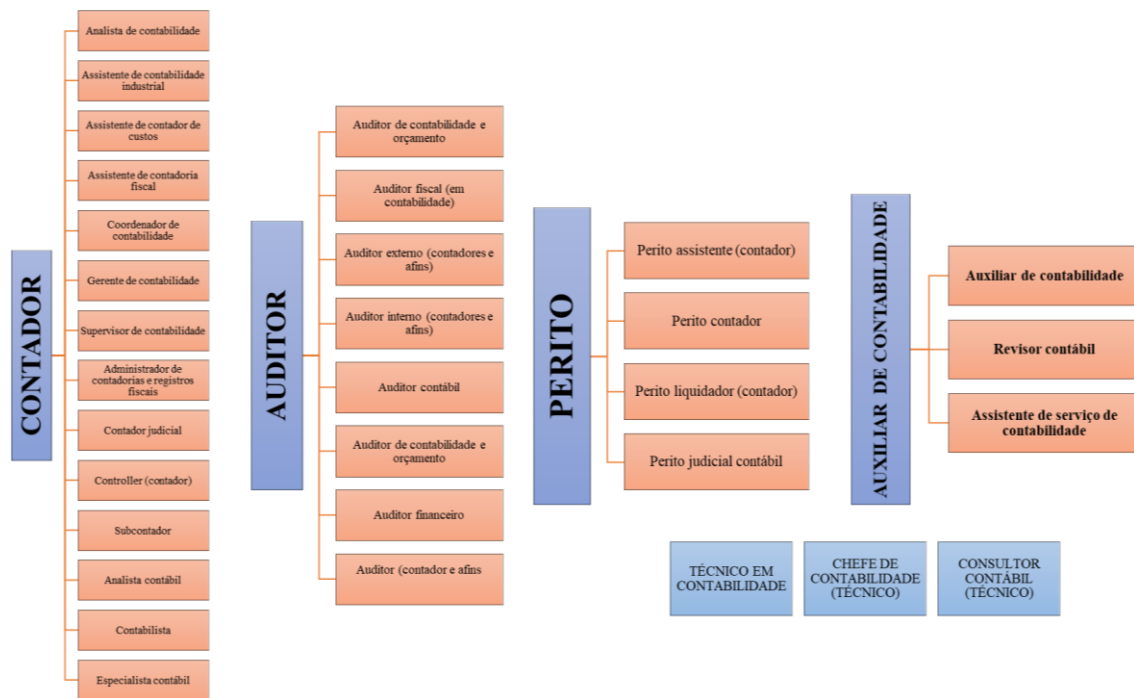 CONTADOR
Analista de contabilidade
Assistente de contabilidade
industrial
Assistente de contador de
custos
Assistente de contadoria
fiscal
Coordenador de
contabilidade
Gerente de contabilidade
Supervisor de contabilidade
Administrador de
contadorias e registros
fiscais
Contador judicial
Controller (contador)
Subcontador
Analista contábil
Contabilista
Especialista contábil
AUDITOR
Auditor de contabilidade e
orçamento
Auditor fiscal (em
contabilidade)
Auditor externo (contadores e
afins)
Auditor interno (contadores e
afins)
Auditor contábil
Auditor de contabilidade e
orçamento
Auditor financeiro
Auditor (contador e afins
PERITO
Perito assistente (contador)
Perito contador
Perito liquidador (contador)
Perito judicial contábil
AUXILIAR DE CONTABILIDADE
Auxiliar de contabilidade
Revisor contábil
Assistente de serviço de
contabilidade
TÉCNICO EM
CONTABILIDADE
CHEFE DE
CONTABILIDADE
(TÉCNICO)
CONSULTOR
CONTÁBIL
(TÉCNICO)